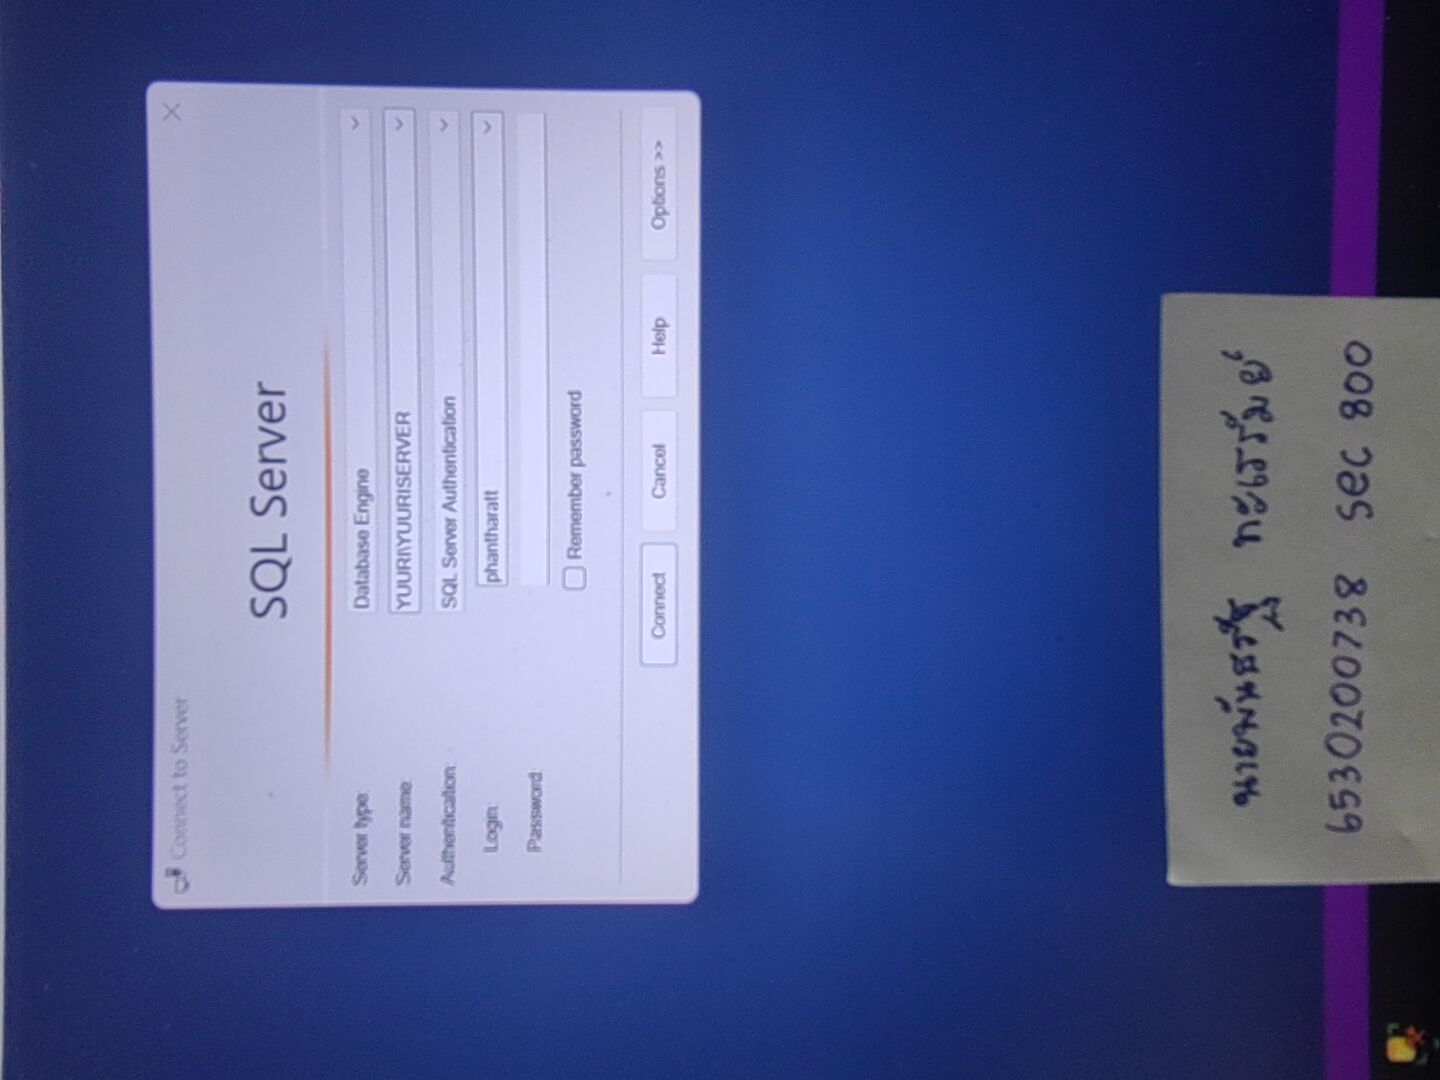 Connect to Server
SQL Server
Server type: Database Engine
Server name: YUURI\YUURISERVER
Authentication: SQL Server Authentication
Login: phantharatt
Password:
Remember password
Connect Cancel Help Options >>
นายพันธรัฐ ทะเรรัมย์
6530200738 sec 800